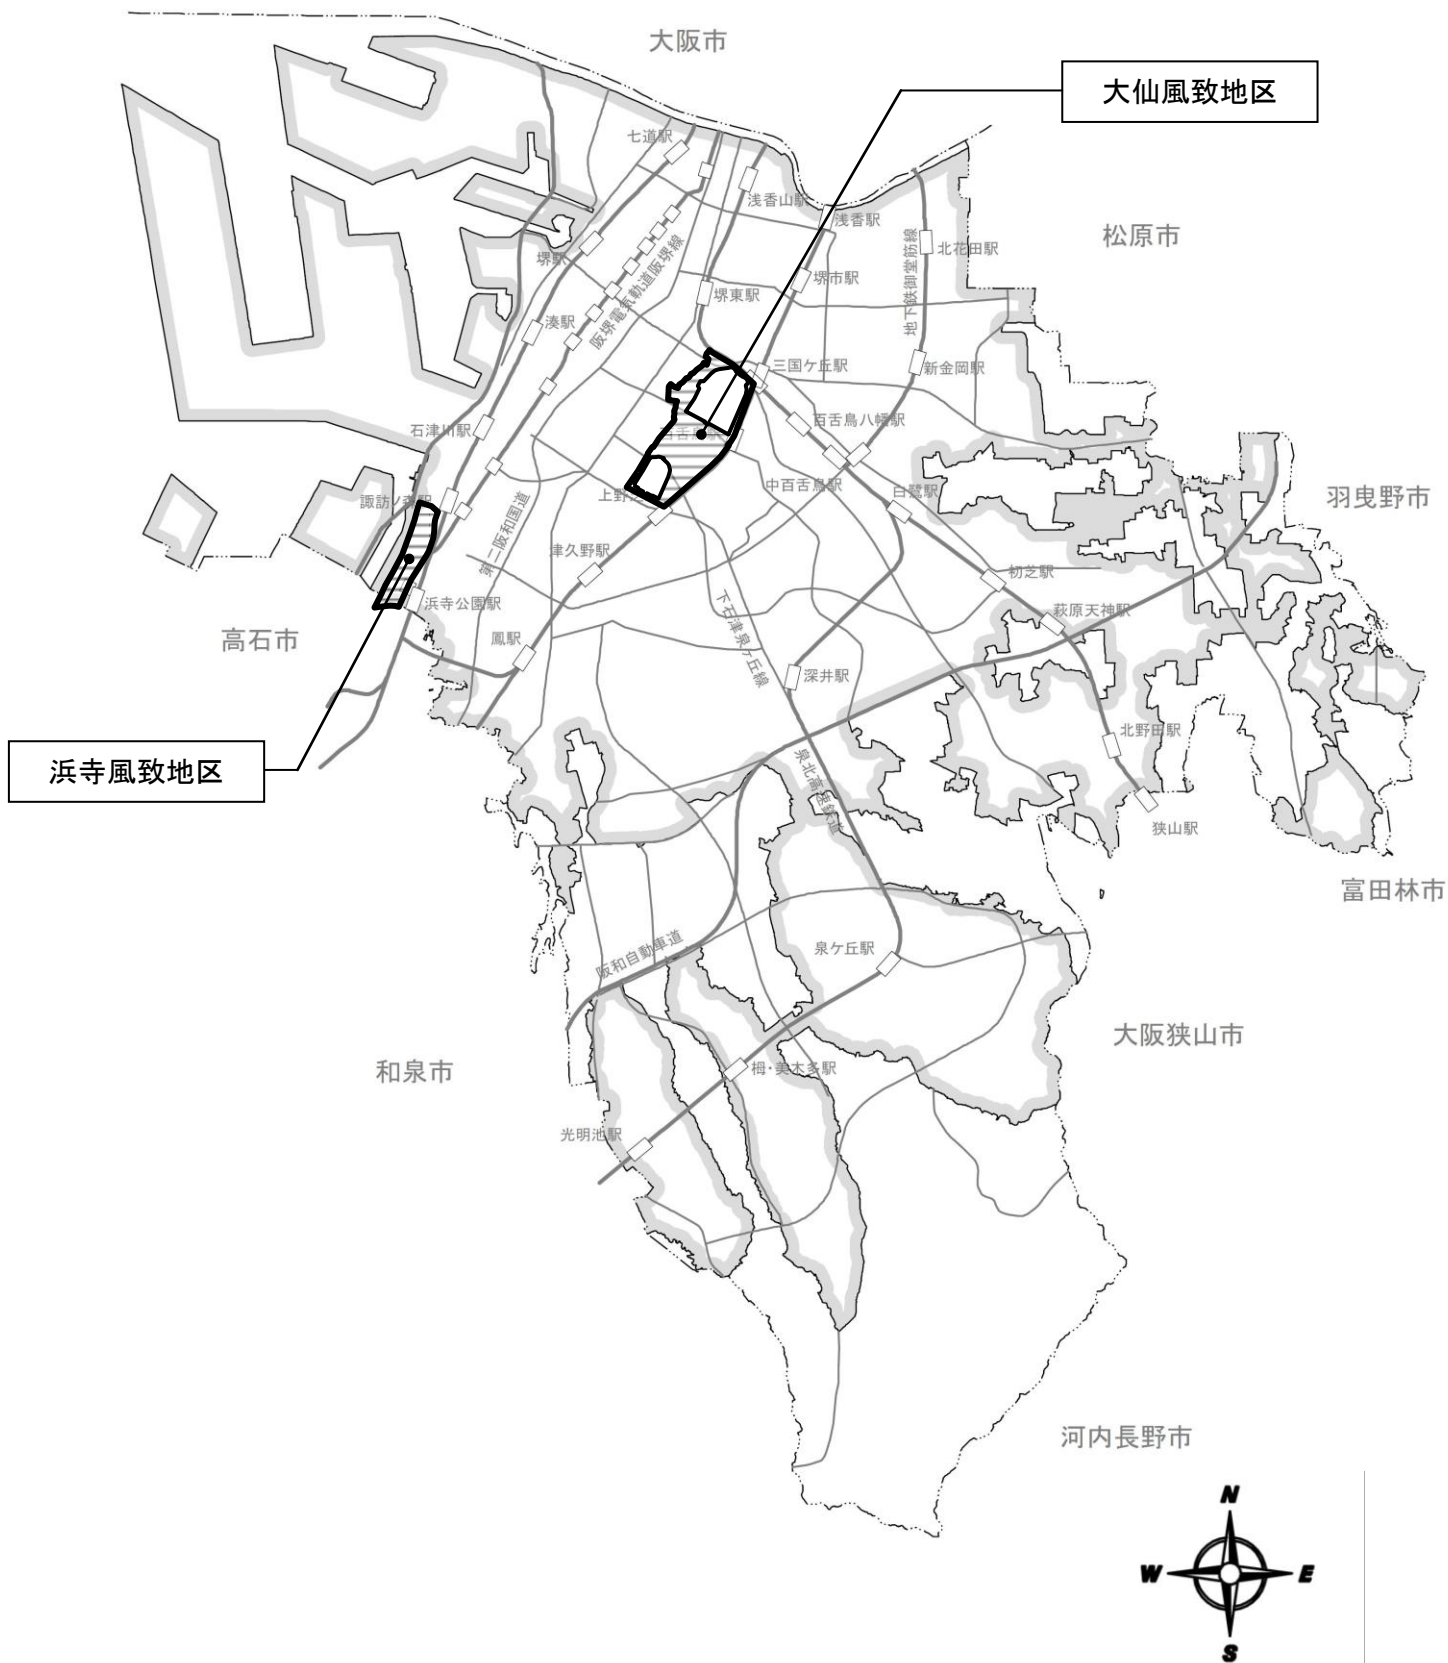 大阪市
大仙風致地区
七道駅
浅香山駅
浅香駅
松原市
北花田駅
地下鉄御堂筋線
堺駅
阪堺電気軌道阪堺線
堺市駅
堺東駅
湊駅
三国ケ丘駅
新金岡駅
石津川駅
百舌鳥八幡駅
中百舌鳥駅
白鷺駅
羽曳野市
諏訪ノ森駅
上野
第二阪和国道
津久野駅
初芝駅
浜寺公園駅
萩原天神駅
下石津泉ヶ丘線
高石市
鳳駅
深井駅
北野田駅
浜寺風致地区
泉北高速鉄道
狭山駅
富田林市
阪和自動車道
泉ケ丘駅
大阪狭山市
和泉市
栂・美木多駅
光明池駅
河内長野市
N
W
E
S